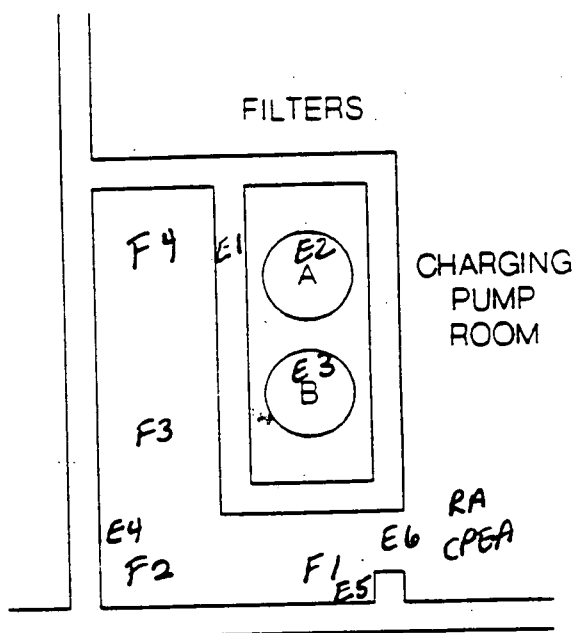 FILTERS
F4
E1
E2
A
CHARGING
PUMP
ROOM
E3
B
F3
E4
F2
F1
E5
E6
RA
CPEA